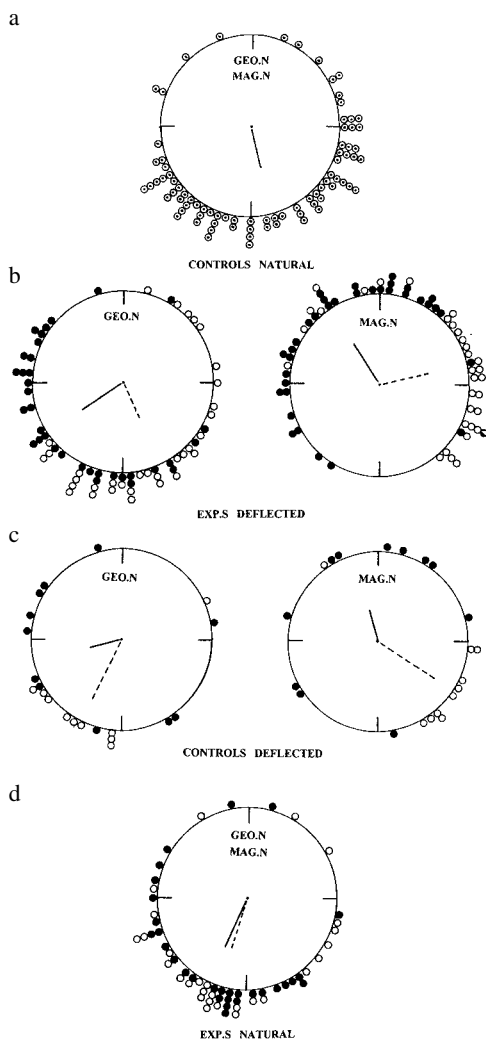 a
GEO.N
MAG.N
CONTROLS NATURAL
b
GEO.N
MAG.N
EXP.S DEFLECTED
c
GEO.N
MAG.N
CONTROLS DEFLECTED
d
GEO.N
MAG.N
EXP.S NATURAL